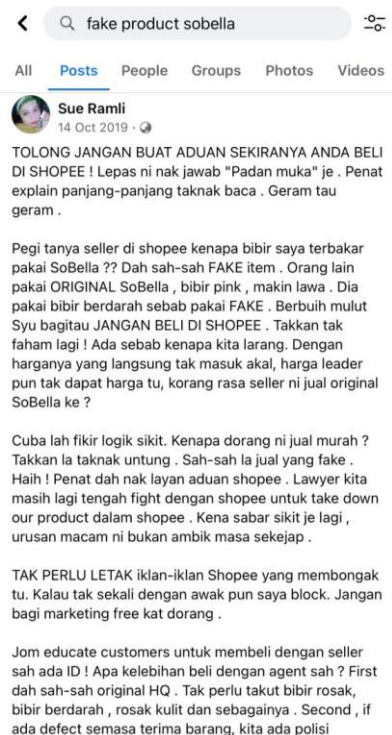 fake product sobella
All Posts People Groups Photos Videos
Sue Ramli
14 Oct 2019 ·
TOLONG JANGAN BUAT ADUAN SEKIRANYA ANDA BELI
DI SHOPEE ! Lepas ni nak jawab "Padan muka" je . Penat
explain panjang-panjang taknak baca . Geram tau
geram .
Pegi tanya seller di shopee kenapa bibir saya terbakar
pakai SoBella ?? Dah sah-sah FAKE item . Orang lain
pakai ORIGINAL SoBella , bibir pink , makin lawa . Dia
pakai bibir berdarah sebab pakai FAKE . Berbuih mulut
Syu bagitau JANGAN BELI DI SHOPEE . Takkan tak
faham lagi ! Ada sebab kenapa kita larang. Dengan
harganya yang langsung tak masuk akal, harga leader
pun tak dapat harga tu, korang rasa seller ni jual original
SoBella ke ?
Cuba lah fikir logik sikit. Kenapa dorang ni jual murah ?
Takkan la taknak untung . Sah-sah la jual yang fake .
Haih ! Penat dah nak layan aduan shopee . Lawyer kita
masih lagi tengah fight dengan shopee untuk take down
our product dalam shopee . Kena sabar sikit je lagi ,
urusan macam ni bukan ambik masa sekejap .
TAK PERLU LETAK iklan-iklan Shopee yang membongak
tu. Kalau tak sekali dengan awak pun saya block. Jangan
bagi marketing free kat dorang .
Jom educate customers untuk membeli dengan seller
sah ada ID ! Apa kelebihan beli dengan agent sah ? First
dah sah-sah original HQ . Tak perlu takut bibir rosak,
bibir berdarah , rosak kulit dan sebagainya . Second , if
ada defect semasa terima barang, kita ada polisi